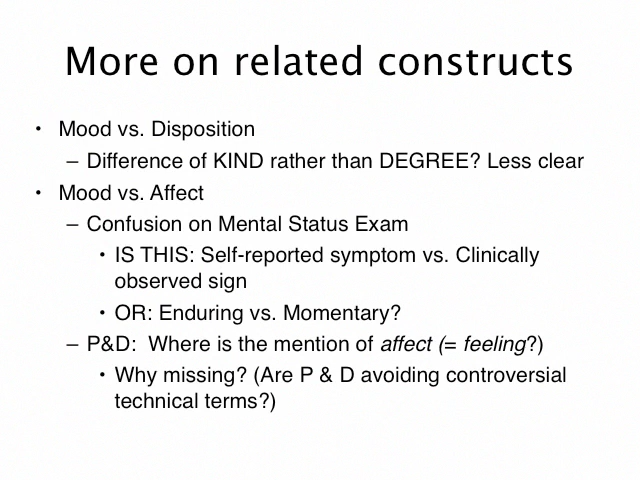 More on related constructs
• Mood vs. Disposition
– Difference of KIND rather than DEGREE? Less clear
• Mood vs. Affect
– Confusion on Mental Status Exam
• IS THIS: Self-reported symptom vs. Clinically
observed sign
• OR: Enduring vs. Momentary?
– P&D:  Where is the mention of affect (= feeling?)
• Why missing? (Are P & D avoiding controversial
technical terms?)